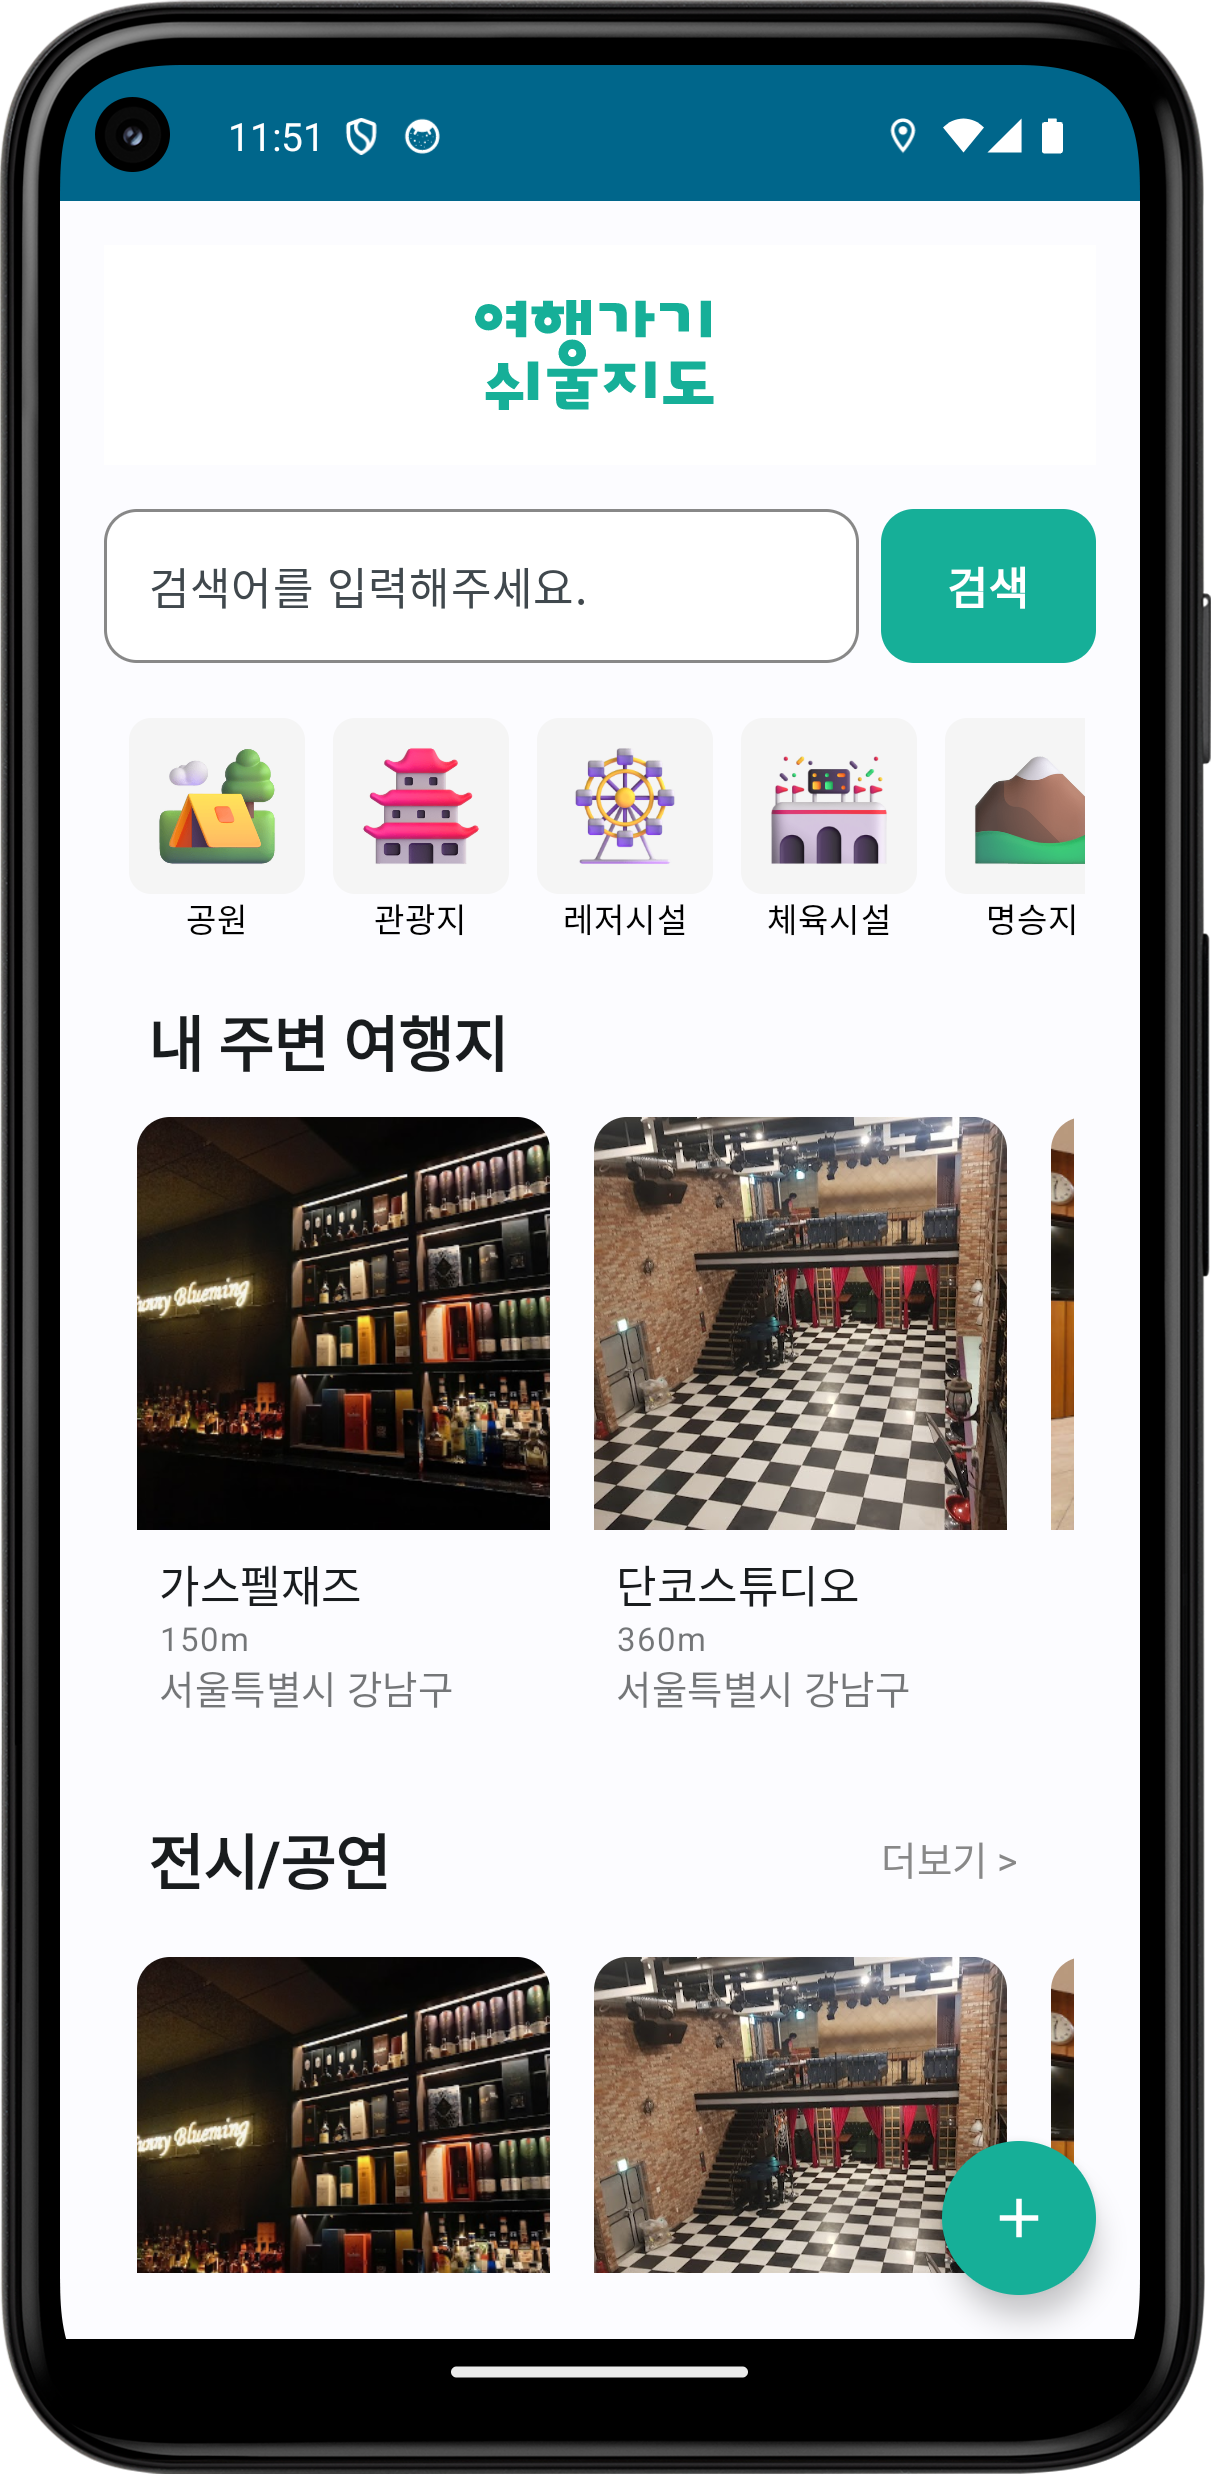 11:51
여행가기
쉬울지도
검색어를 입력해주세요.
검색
공원
관광지
레저시설
체육시설
명승지
내 주변 여행지
Blueming
가스펠재즈
150m
서울특별시 강남구
단코스튜디오
360m
서울특별시 강남구
전시/공연
더보기 >
Blueming
+